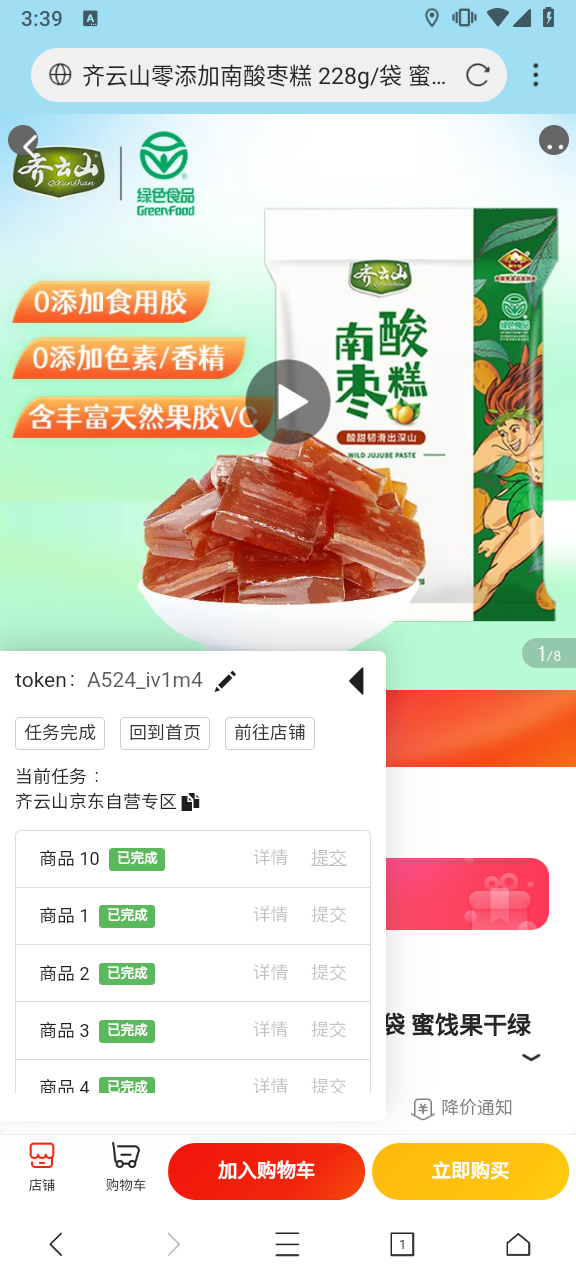 3:39
A
齐云山零添加南酸枣糕 228g/袋 蜜…
齐云山
Qiyunshan
绿色食品
GreenFood
0添加食用胶
0添加色素/香精
含丰富天然果胶VC
齐云山
南酸枣糕
酸甜韧滑出深山
WILD JUJUBE PASTE
1/8
token： A524_iv1m4
任务完成
回到首页
前往店铺
当前任务：
齐云山京东自营专区
商品 10 已完成 详情 提交
商品 1 已完成 详情 提交
商品 2 已完成 详情 提交
商品 3 已完成 详情 提交
商品 4 已完成 详情 提交
袋 蜜饯果干绿
降价通知
店铺
购物车
加入购物车
立即购买
1